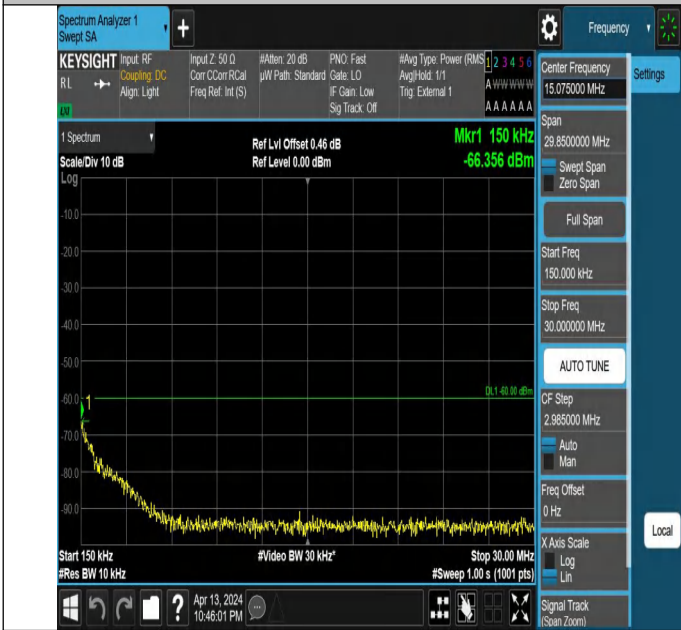 Spectrum Analyzer 1
Swept SA
+
Frequency
KEYSIGHT
RL
LXI
Input: RF
Coupling: DC
Align: Light
Input Z: 50 Ω
Corr CCorr RCal
Freq Ref: Int (S)
#Atten: 20 dB
µW Path: Standard
PNO: Fast
Gate: LO
IF Gain: Low
Sig Track: Off
#Avg Type: Power (RMS
Avg|Hold: 1/1
Trig: External 1
1 2 3 4 5 6
A W W W W W
A A A A A A
1 Spectrum
Scale/Div 10 dB
Log
Ref Lvl Offset 0.46 dB
Ref Level 0.00 dBm
Mkr1 150 kHz
-66.356 dBm
-10.0
-20.0
-30.0
-40.0
-50.0
-60.0
-70.0
-80.0
-90.0
DL1 -60.00 dBm
1
Start 150 kHz
#Res BW 10 kHz
#Video BW 30 kHz*
Stop 30.00 MHz
#Sweep 1.00 s (1001 pts)
?
Apr 13, 2024
10:46:01 PM
Center Frequency
15.075000 MHz
Settings
Span
29.8500000 MHz
Swept Span
Zero Span
Full Span
Start Freq
150.000 kHz
Stop Freq
30.000000 MHz
AUTO TUNE
CF Step
2.985000 MHz
Auto
Man
Freq Offset
0 Hz
X Axis Scale
Log
Lin
Local
Signal Track
(Span Zoom)